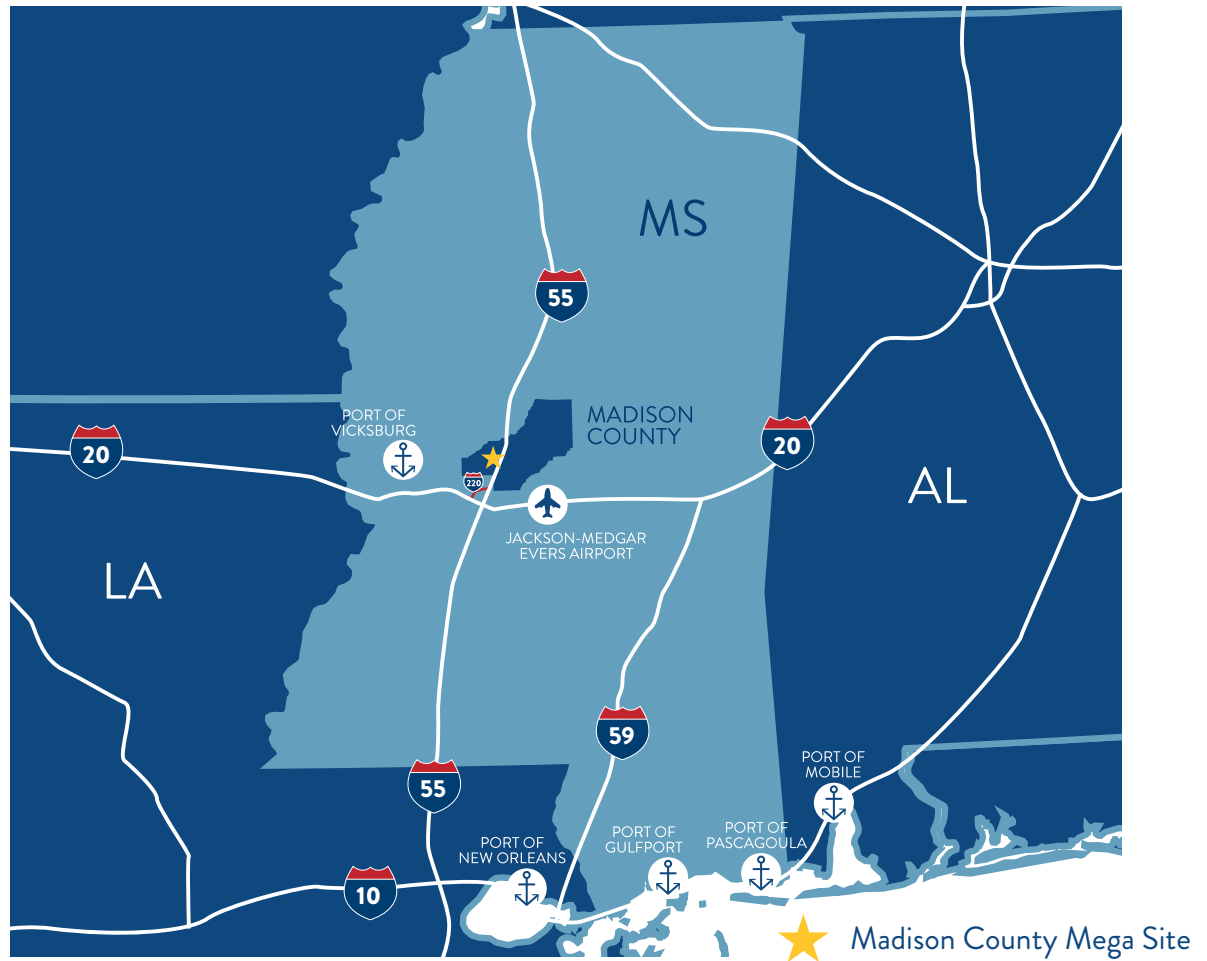 MS
55
PORT OF
VICKSBURG
MADISON
COUNTY
20
20
220
AL
JACKSON-MEDGAR
EVERS AIRPORT
LA
59
55
PORT OF
MOBILE
PORT OF
NEW ORLEANS
PORT OF
GULFPORT
PORT OF
PASCAGOULA
10
Madison County Mega Site